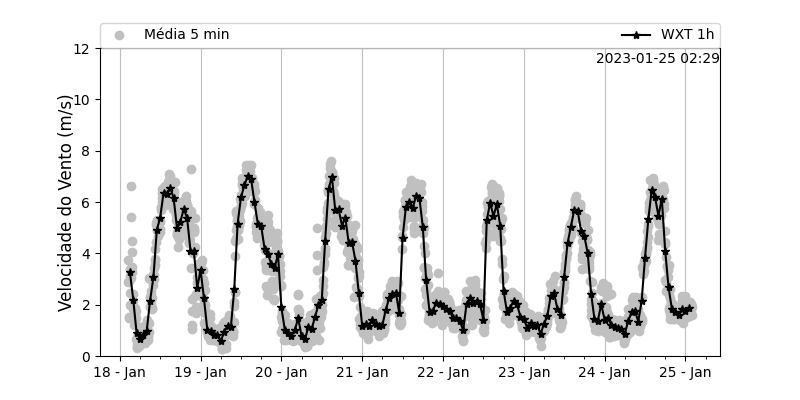 Média 5 min
WXT 1h
2023-01-25 02:29
Velocidade do Vento (m/s)
12
10
8
6
4
2
0
18 - Jan 19 - Jan 20 - Jan 21 - Jan 22 - Jan 23 - Jan 24 - Jan 25 - Jan